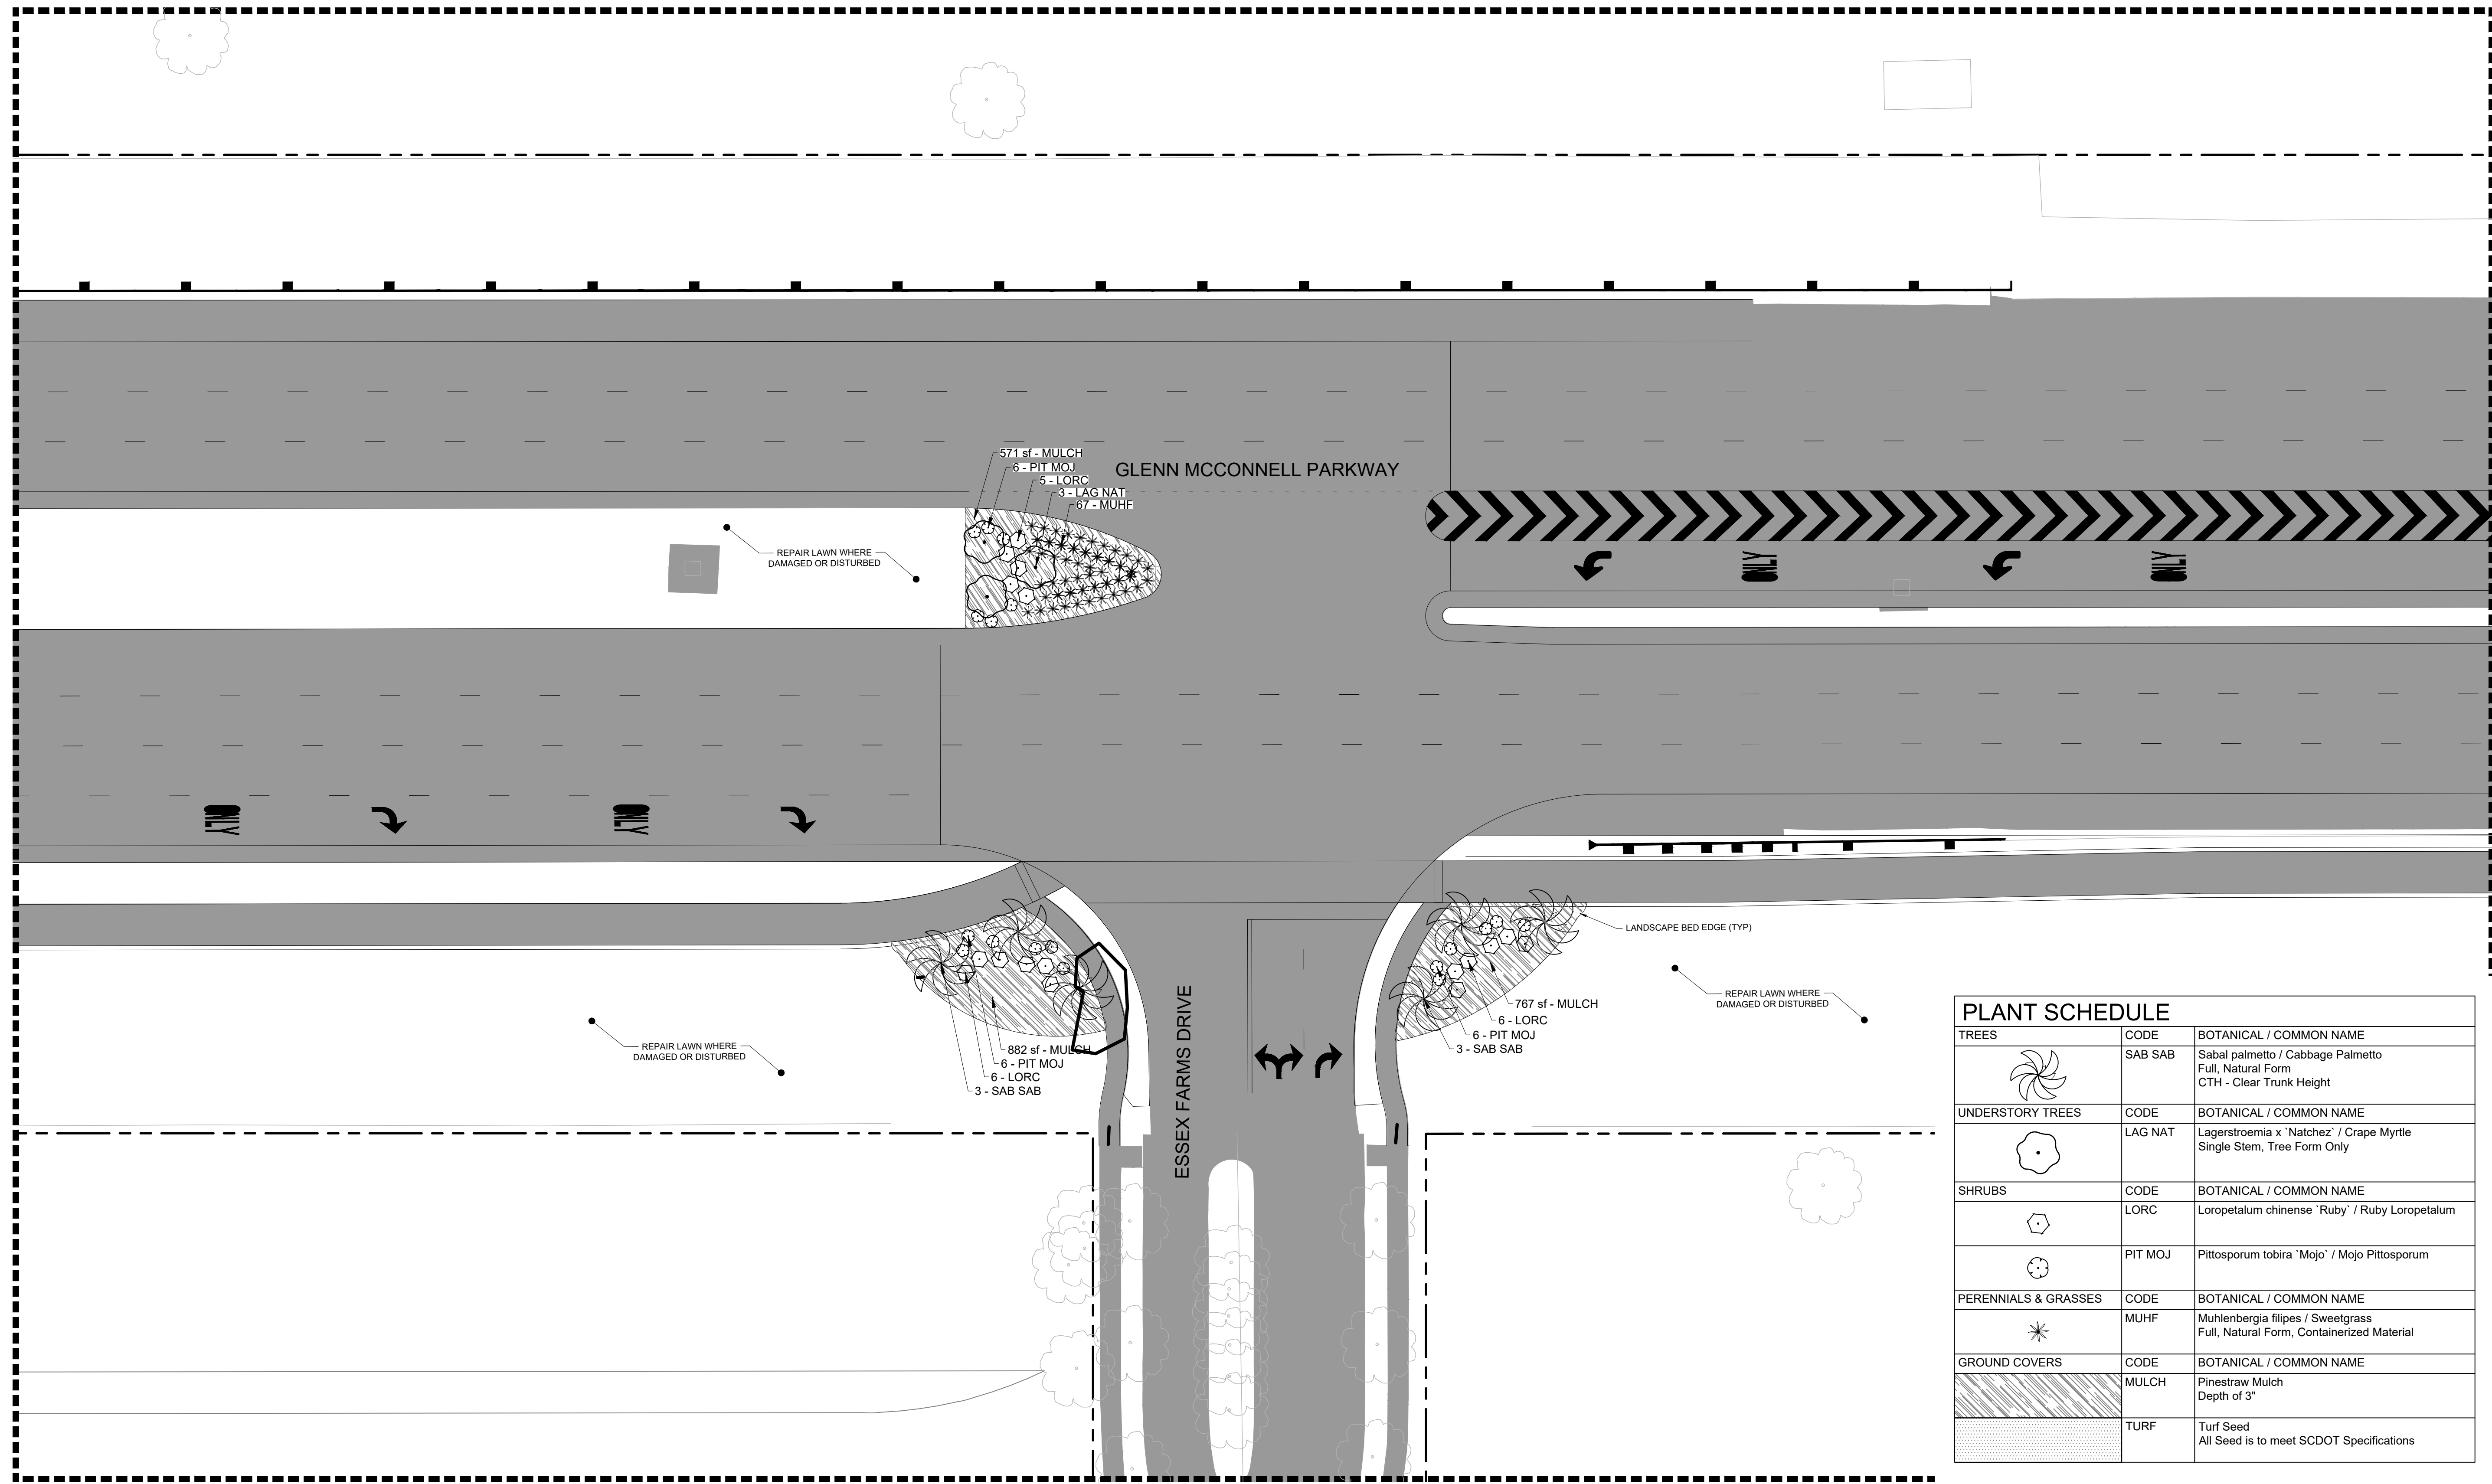 571 sf - MULCH
6 - PIT MOJ
GLENN MCCONNELL PARKWAY
5 - LORC
3 - LAG NAT
67 - MUHF
REPAIR LAWN WHERE
DAMAGED OR DISTURBED
ONLY
ONLY
ONLY
ONLY
LANDSCAPE BED EDGE (TYP)
767 sf - MULCH
6 - LORC
6 - PIT MOJ
3 - SAB SAB
REPAIR LAWN WHERE
DAMAGED OR DISTURBED
REPAIR LAWN WHERE
DAMAGED OR DISTURBED
882 sf - MULCH
6 - PIT MOJ
6 - LORC
3 - SAB SAB
ESSEX FARMS DRIVE
PLANT SCHEDULE
TREES CODE BOTANICAL / COMMON NAME
SAB SAB Sabal palmetto / Cabbage Palmetto
Full, Natural Form
CTH - Clear Trunk Height
UNDERSTORY TREES CODE BOTANICAL / COMMON NAME
LAG NAT Lagerstroemia x `Natchez` / Crape Myrtle
Single Stem, Tree Form Only
SHRUBS CODE BOTANICAL / COMMON NAME
LORC Loropetalum chinense `Ruby` / Ruby Loropetalum
PIT MOJ Pittosporum tobira `Mojo` / Mojo Pittosporum
PERENNIALS & GRASSES CODE BOTANICAL / COMMON NAME
MUHF Muhlenbergia filipes / Sweetgrass
Full, Natural Form, Containerized Material
GROUND COVERS CODE BOTANICAL / COMMON NAME
MULCH Pinestraw Mulch
Depth of 3"
TURF Turf Seed
All Seed is to meet SCDOT Specifications